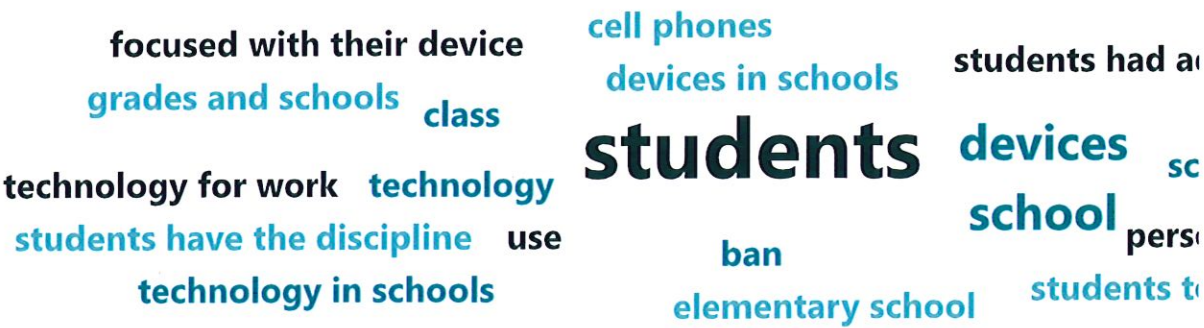 cell phones
focused with their device
students had
devices in schools
grades and schools
class
students
devices
technology for work
technology
school
students have the discipline
use
ban
technology in schools
elementary school
students